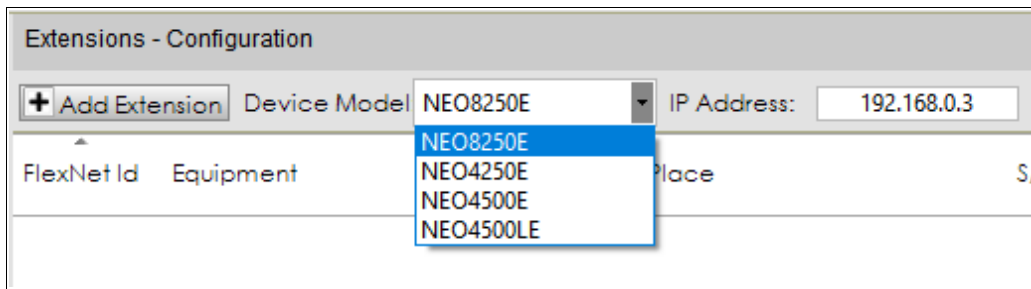 Extensions - Configuration
Add Extension Device Model NEO8250E IP Address: 192.168.0.3
NEO8250E
FlexNet Id Equipment NEO4250E Place S
NEO4500E
NEO4500LE